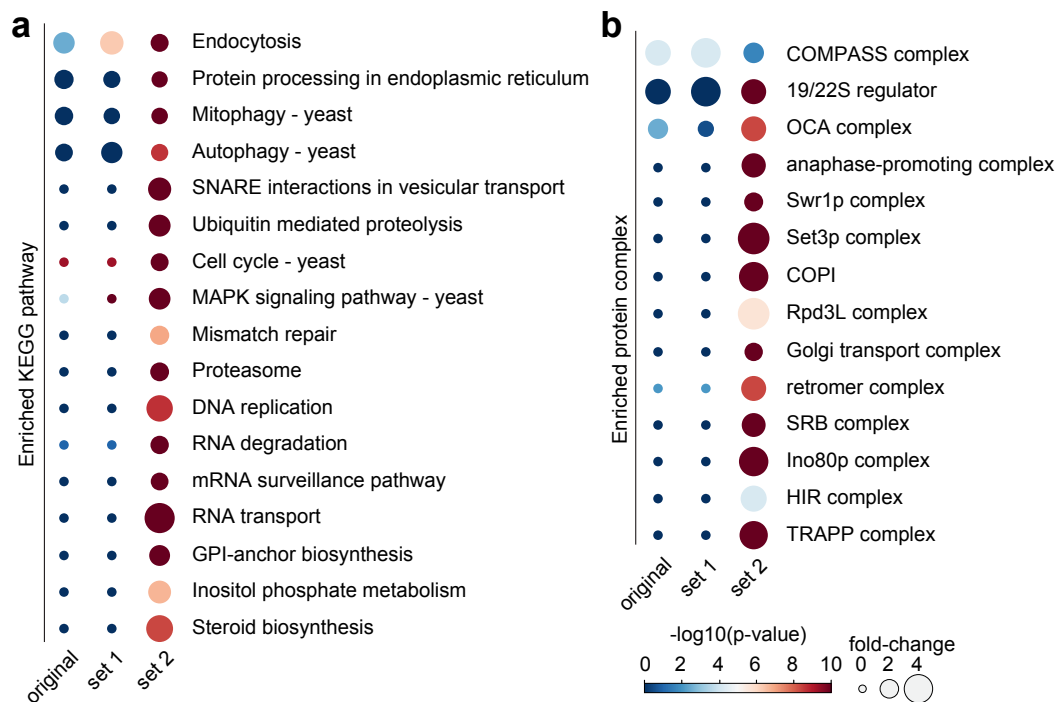 a
Enriched KEGG pathway
Endocytosis
Protein processing in endoplasmic reticulum
Mitophagy - yeast
Autophagy - yeast
SNARE interactions in vesicular transport
Ubiquitin mediated proteolysis
Cell cycle - yeast
MAPK signaling pathway - yeast
Mismatch repair
Proteasome
DNA replication
RNA degradation
mRNA surveillance pathway
RNA transport
GPI-anchor biosynthesis
Inositol phosphate metabolism
Steroid biosynthesis
original
set 1
set 2
b
Enriched protein complex
COMPASS complex
19/22S regulator
OCA complex
anaphase-promoting complex
Swr1p complex
Set3p complex
COPI
Rpd3L complex
Golgi transport complex
retromer complex
SRB complex
Ino80p complex
HIR complex
TRAPP complex
original
set 1
set 2
-log10(p-value)
0 2 4 6 8 10
fold-change
0 2 4